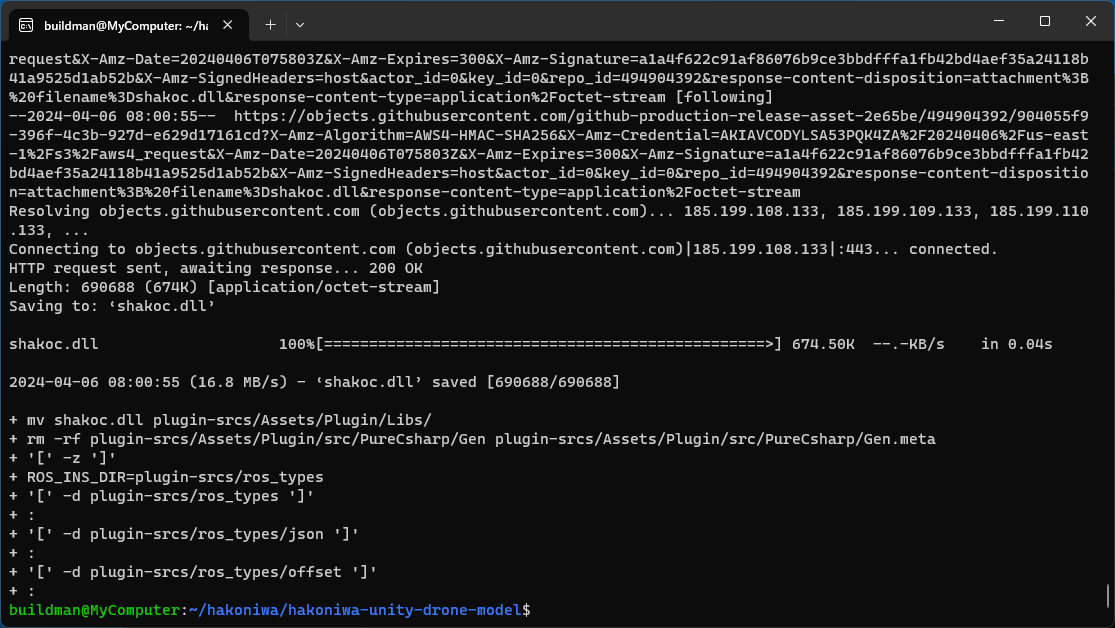 buildman@MyComputer: ~/ha
request&X-Amz-Date=20240406T075803Z&X-Amz-Expires=300&X-Amz-Signature=a1a4f622c91af86076b9ce3bbdfffa1fb42bd4aef35a24118b
41a9525d1ab52b&X-Amz-SignedHeaders=host&actor_id=0&key_id=0&repo_id=494904392&response-content-disposition=attachment%3B
%20filename%3Dshakoc.dll&response-content-type=application%2Foctet-stream [following]
--2024-04-06 08:00:55--  https://objects.githubusercontent.com/github-production-release-asset-2e65be/494904392/904055f9
-396f-4c3b-927d-e629d17161cd?X-Amz-Algorithm=AWS4-HMAC-SHA256&X-Amz-Credential=AKIAVCODYLSA53PQK4ZA%2F20240406%2Fus-east
-1%2Fs3%2Faws4_request&X-Amz-Date=20240406T075803Z&X-Amz-Expires=300&X-Amz-Signature=a1a4f622c91af86076b9ce3bbdfffa1fb42
bd4aef35a24118b41a9525d1ab52b&X-Amz-SignedHeaders=host&actor_id=0&key_id=0&repo_id=494904392&response-content-dispositio
n=attachment%3B%20filename%3Dshakoc.dll&response-content-type=application%2Foctet-stream
Resolving objects.githubusercontent.com (objects.githubusercontent.com)... 185.199.108.133, 185.199.109.133, 185.199.110
.133, ...
Connecting to objects.githubusercontent.com (objects.githubusercontent.com)|185.199.108.133|:443... connected.
HTTP request sent, awaiting response... 200 OK
Length: 690688 (674K) [application/octet-stream]
Saving to: ‘shakoc.dll’
shakoc.dll                    100%[=================================================>] 674.50K  --.-KB/s    in 0.04s
2024-04-06 08:00:55 (16.8 MB/s) - ‘shakoc.dll’ saved [690688/690688]
+ mv shakoc.dll plugin-srcs/Assets/Plugin/Libs/
+ rm -rf plugin-srcs/Assets/Plugin/src/PureCsharp/Gen plugin-srcs/Assets/Plugin/src/PureCsharp/Gen.meta
+ '[' -z ']'
+ ROS_INS_DIR=plugin-srcs/ros_types
+ '[' -d plugin-srcs/ros_types ']'
+ :
+ '[' -d plugin-srcs/ros_types/json ']'
+ :
+ '[' -d plugin-srcs/ros_types/offset ']'
+ :
buildman@MyComputer:~/hakoniwa/hakoniwa-unity-drone-model$